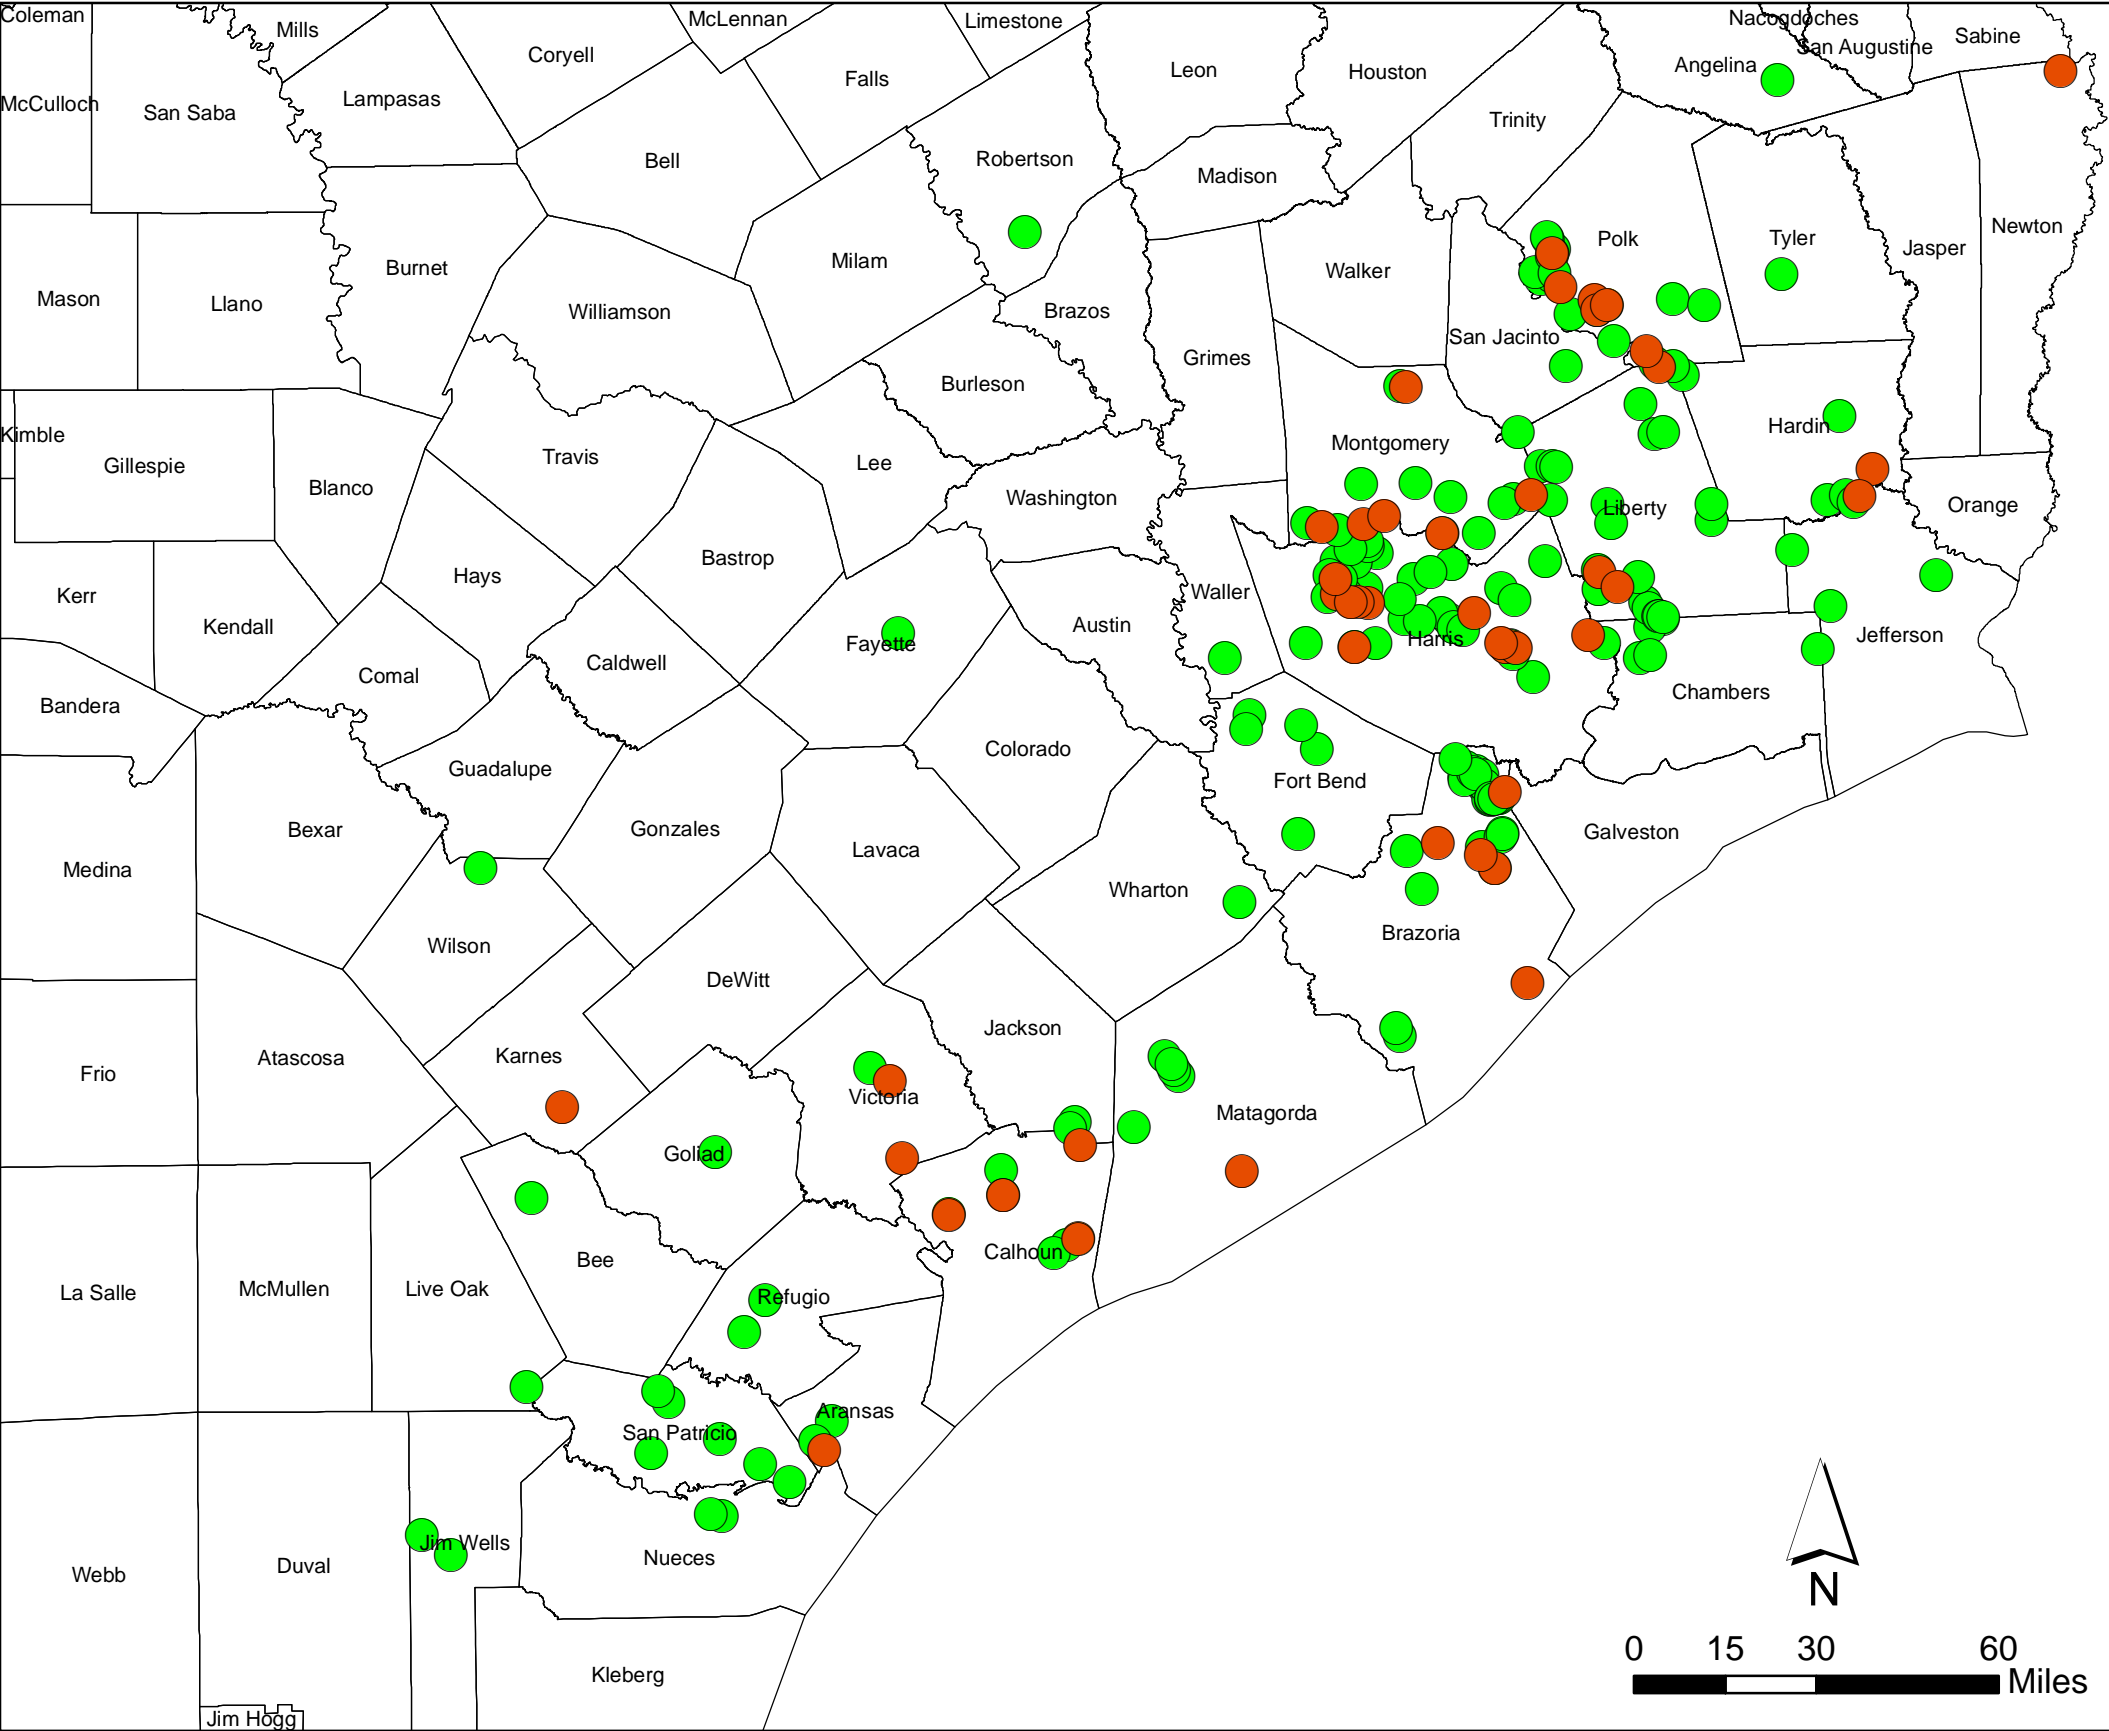 Coleman
McLennan
Limestone
Nacogdoches
Mills
Coryell
San Augustine
Sabine
Falls
Leon
Houston
Angelina
McCulloch
San Saba
Lampasas
Trinity
Bell
Robertson
Madison
Newton
Burnet
Milam
Walker
Polk
Tyler
Jasper
Mason
Llano
Williamson
Brazos
San Jacinto
Grimes
Burleson
Kimble
Gillespie
Travis
Lee
Montgomery
Hardin
Blanco
Washington
Liberty
Orange
Kerr
Hays
Bastrop
Waller
Kendall
Fayette
Austin
Harris
Jefferson
Comal
Caldwell
Bandera
Chambers
Guadalupe
Colorado
Fort Bend
Bexar
Gonzales
Galveston
Medina
Lavaca
Wharton
Wilson
Brazoria
DeWitt
Jackson
Frio
Atascosa
Karnes
Victoria
Matagorda
Goliad
Bee
Calhoun
La Salle
McMullen
Live Oak
Refugio
Aransas
San Patricio
Jim Wells
Nueces
Webb
Duval
N
Kleberg
0 15 30 60
Miles
Jim Hogg